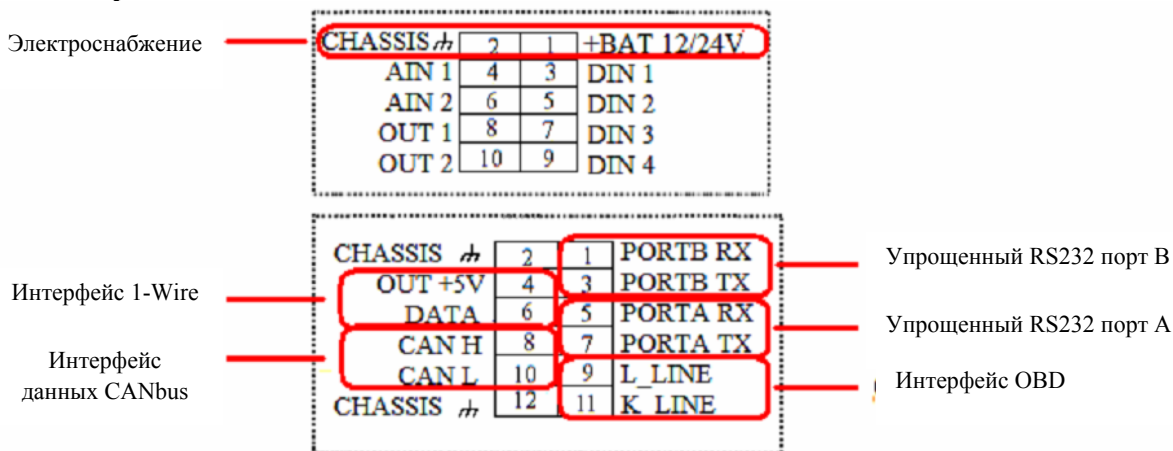 Электроснабжение CHASSIS 2 1 +BAT 12/24V
AIN 1 4 3 DIN 1
AIN 2 6 5 DIN 2
OUT 1 8 7 DIN 3
OUT 2 10 9 DIN 4
CHASSIS 2 1 PORTB RX
Упрощенный RS232 порт B
OUT +5V 4 3 PORTB TX
Интерфейс 1-Wire
DATA 6 5 PORTA RX
Упрощенный RS232 порт A
CAN H 8 7 PORTA TX
Интерфейс
данных CANbus
CAN L 10 9 L_LINE
Интерфейс OBD
CHASSIS 12 11 K LINE